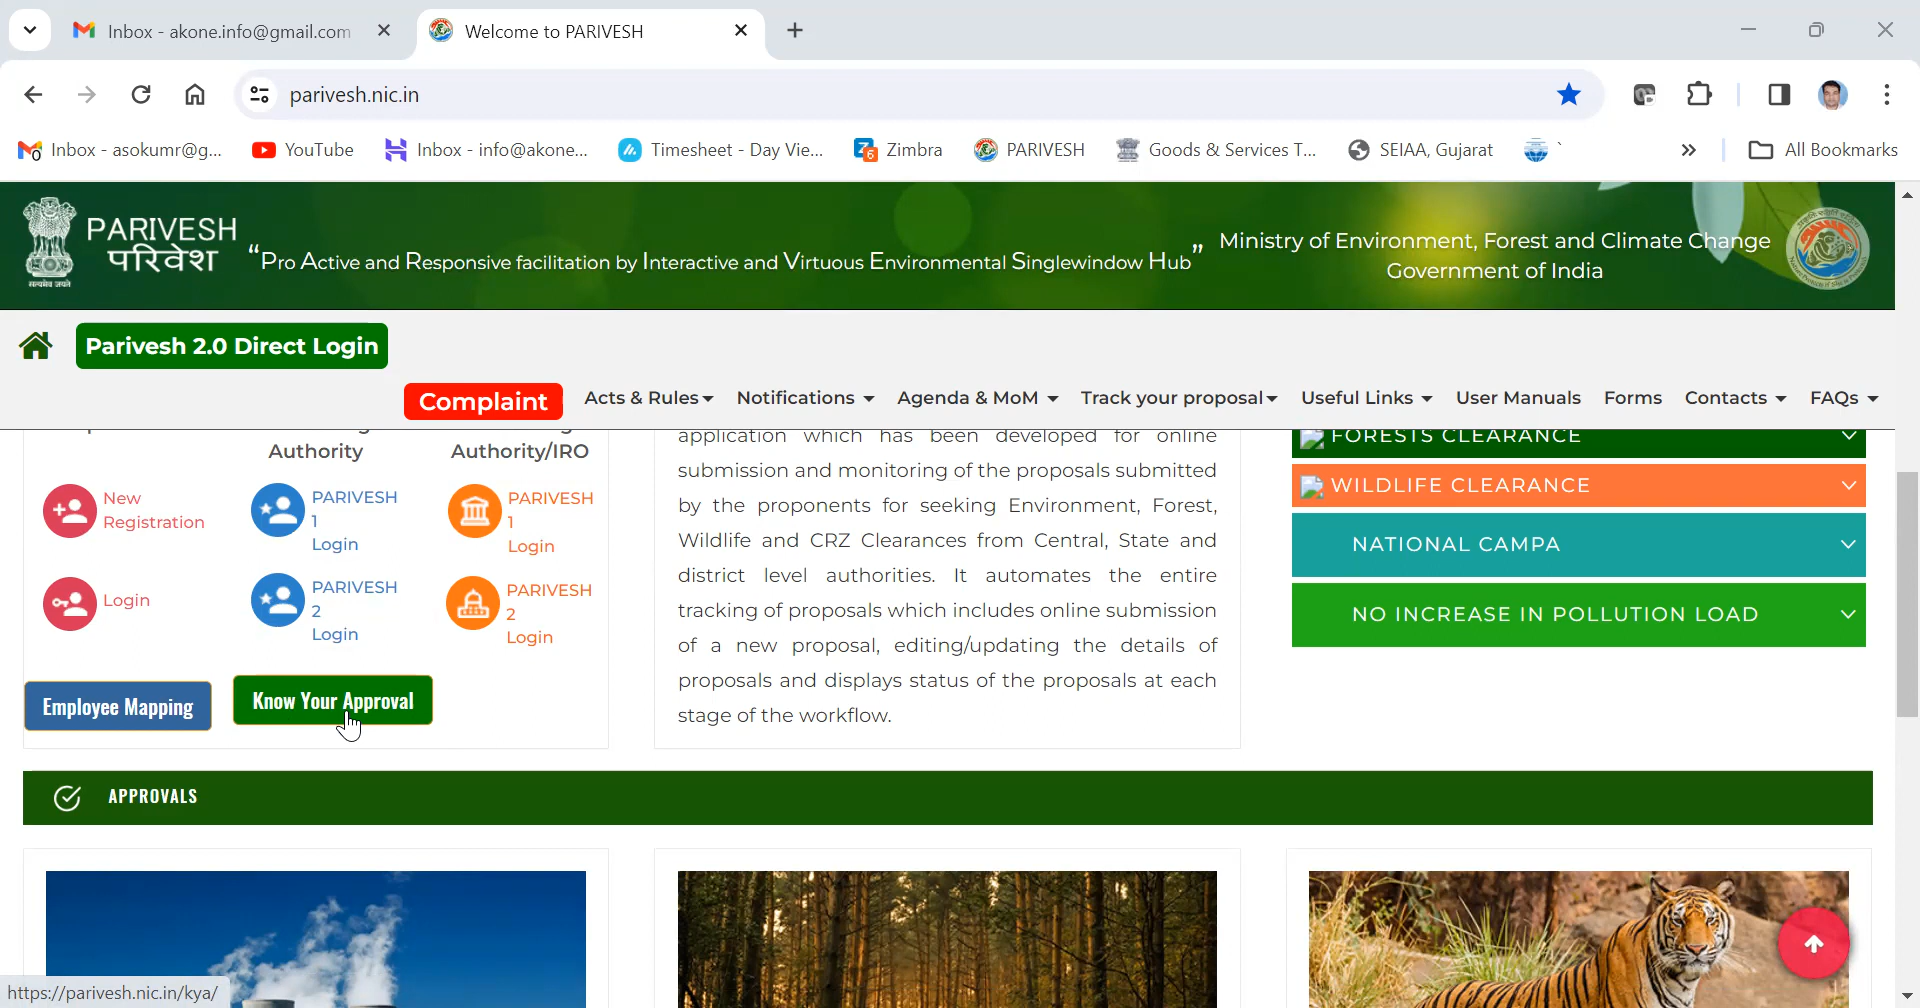 Inbox - akone.info@gmail.com
Welcome to PARIVESH
parivesh.nic.in
Inbox - asokumr@g...
YouTube
Inbox - info@akone...
Timesheet - Day Vie...
Zimbra
PARIVESH
Goods & Services T...
SEIAA, Gujarat
`
»
All Bookmarks
PARIVESH
परिवेश
सत्यमेव जयते
“Pro Active and Responsive facilitation by Interactive and Virtuous Environmental Singlewindow Hub”
Ministry of Environment, Forest and Climate Change
Government of India
Parivesh 2.0 Direct Login
Complaint
Acts & Rules
Notifications
Agenda & MoM
Track your proposal
Useful Links
User Manuals
Forms
Contacts
FAQs
Authority
Authority/IRO
New
Registration
PARIVESH
1
Login
PARIVESH
1
Login
Login
PARIVESH
2
Login
PARIVESH
2
Login
Employee Mapping
Know Your Approval
application which has been developed for online
submission and monitoring of the proposals submitted
by the proponents for seeking Environment, Forest,
Wildlife and CRZ Clearances from Central, State and
district level authorities. It automates the entire
tracking of proposals which includes online submission
of a new proposal, editing/updating the details of
proposals and displays status of the proposals at each
stage of the workflow.
FORESTS CLEARANCE
WILDLIFE CLEARANCE
NATIONAL CAMPA
NO INCREASE IN POLLUTION LOAD
APPROVALS
https://parivesh.nic.in/kya/